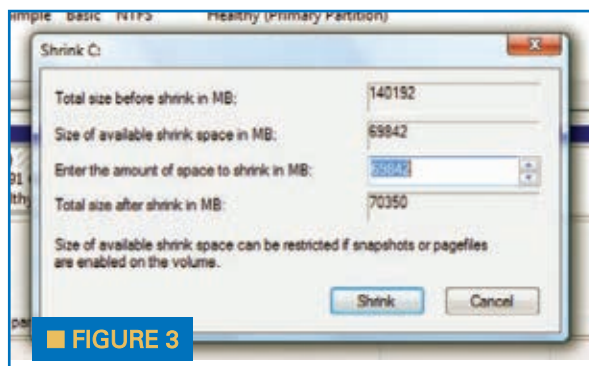 Simple Basic NTFS Healthy (Primary Partition)
Shrink C:
Total size before shrink in MB: 140192
Size of available shrink space in MB: 69842
Enter the amount of space to shrink in MB: 69842
Total size after shrink in MB: 70350
Size of available shrink space can be restricted if snapshots or pagefiles
are enabled on the volume.
Shrink Cancel
■ FIGURE 3